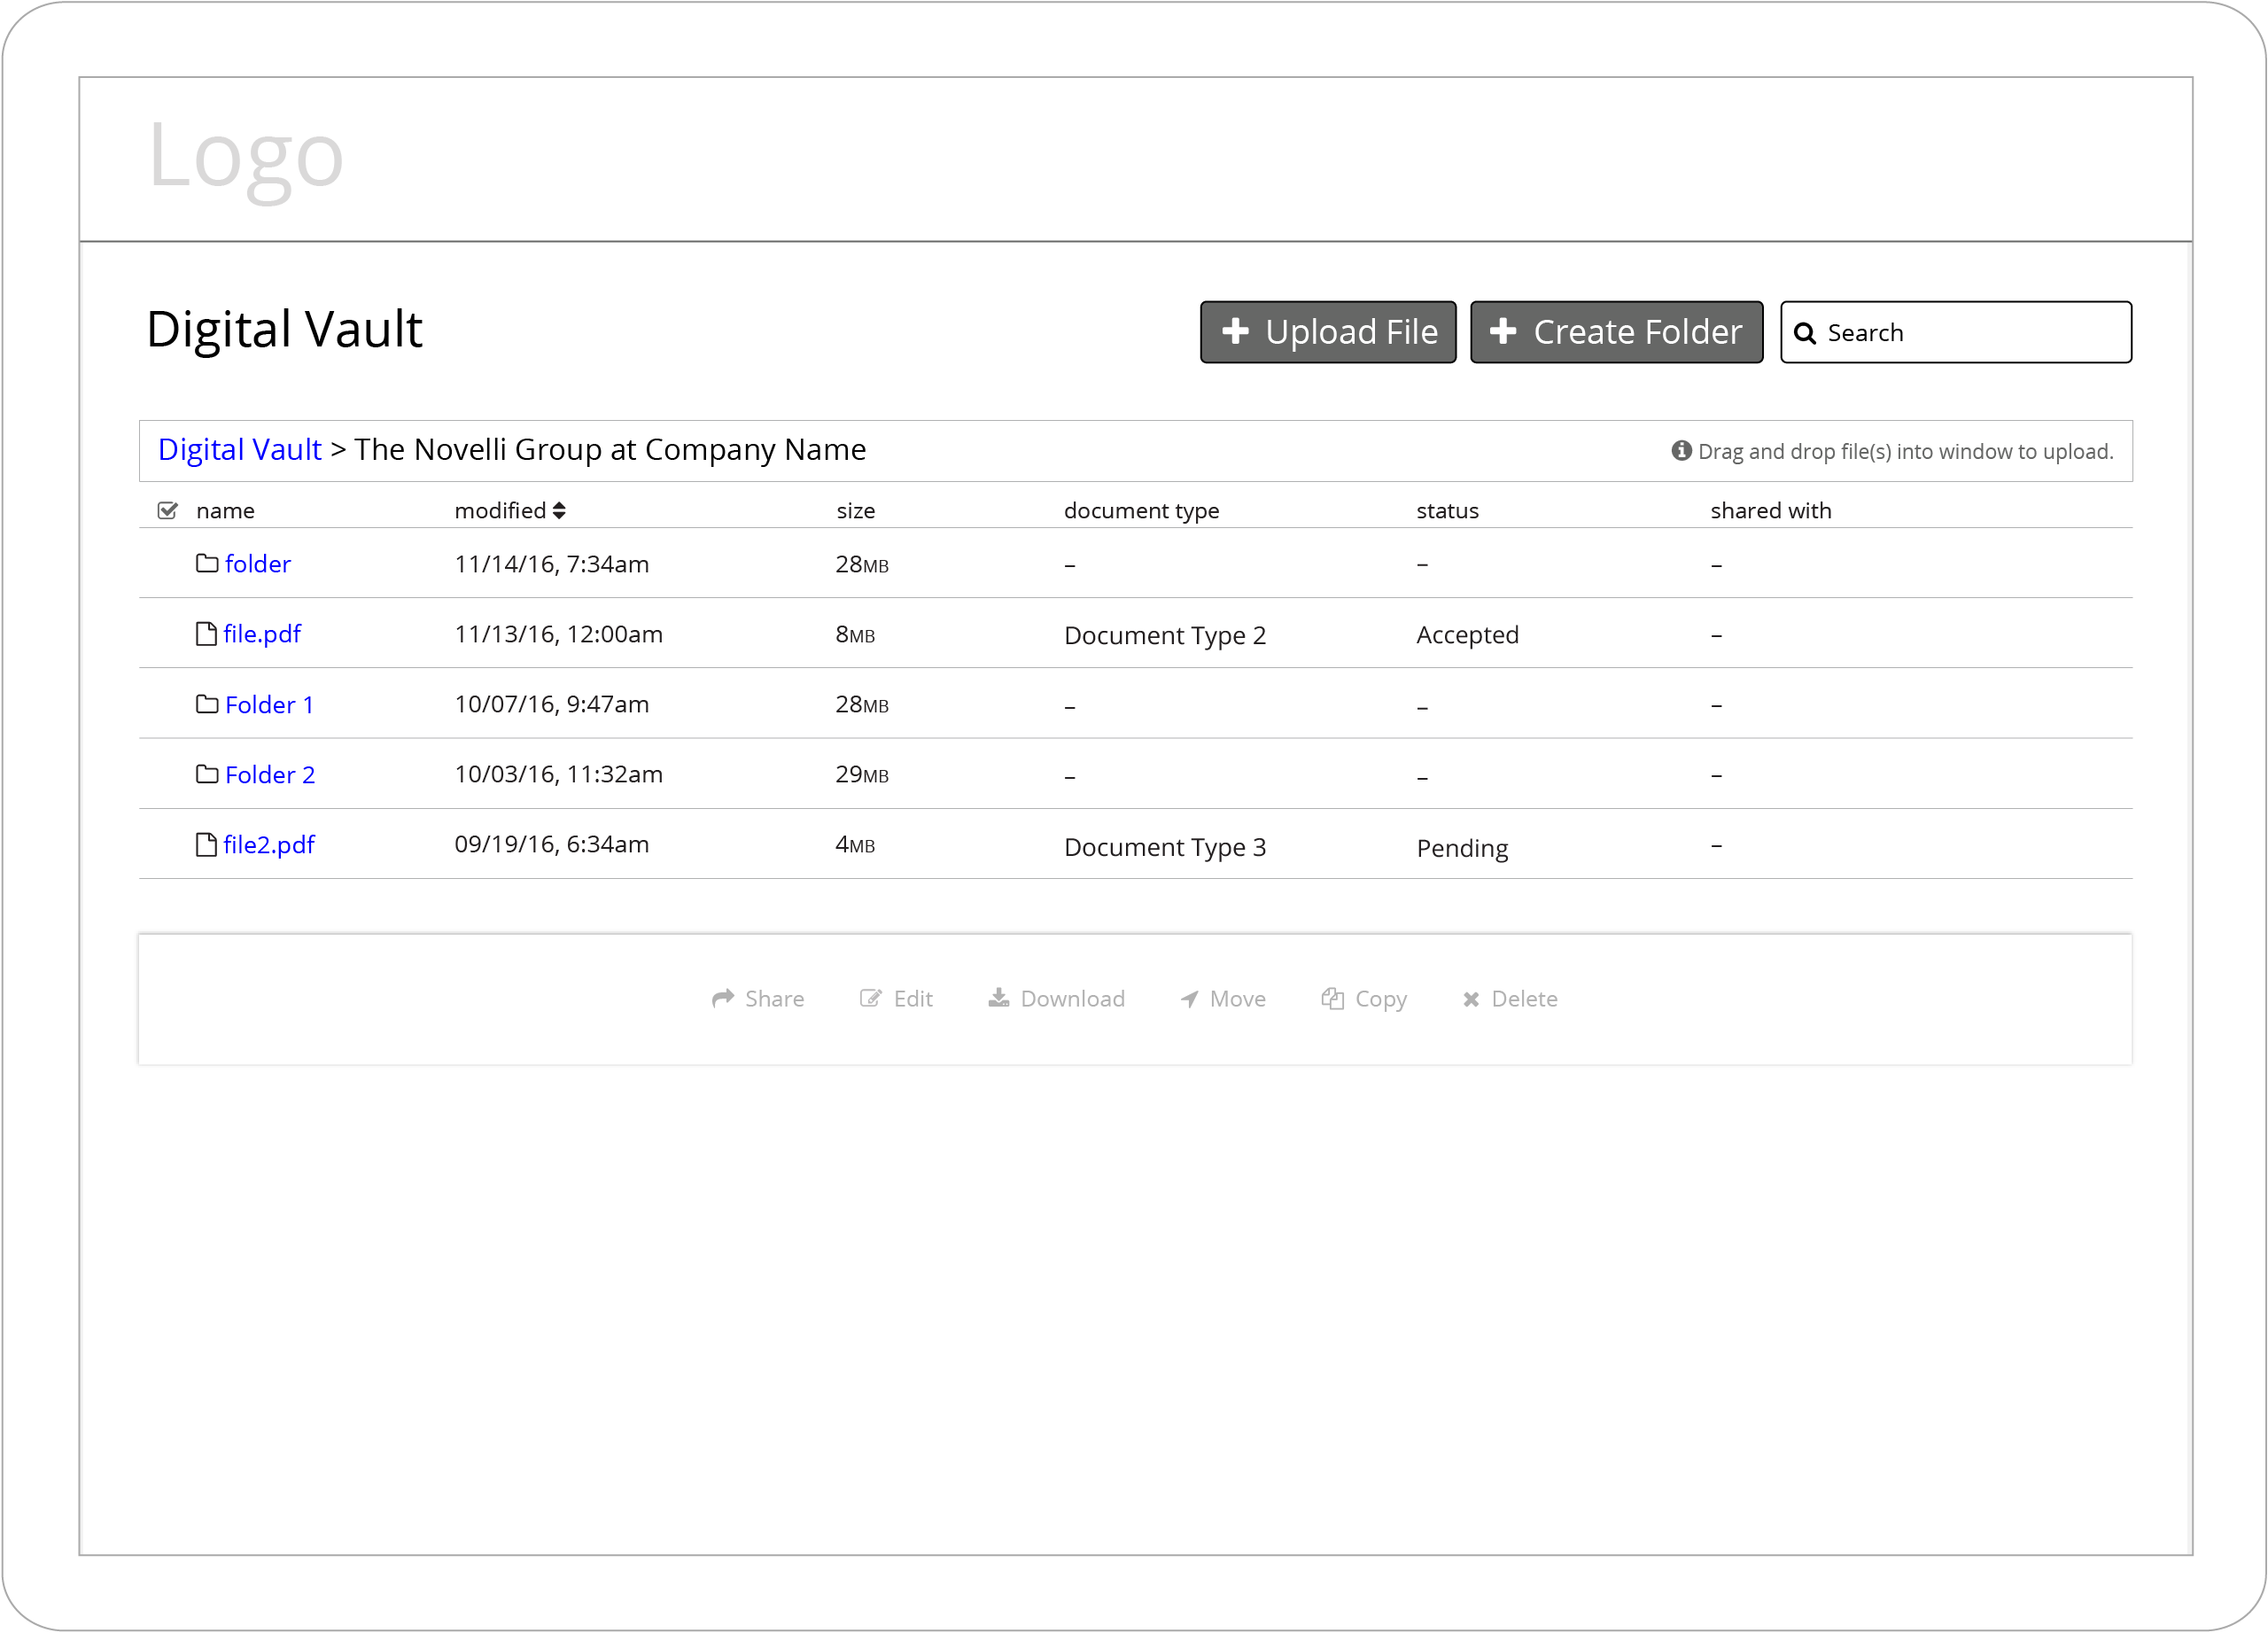 Logo
Digital Vault
Upload File
Create Folder
Search
Digital Vault > The Novelli Group at Company Name
Drag and drop file(s) into window to upload.
name modified size document type status shared with
folder 11/14/16, 7:34am 28MB – – –
file.pdf 11/13/16, 12:00am 8MB Document Type 2 Accepted –
Folder 1 10/07/16, 9:47am 28MB – – –
Folder 2 10/03/16, 11:32am 29MB – – –
file2.pdf 09/19/16, 6:34am 4MB Document Type 3 Pending –
Share Edit Download Move Copy Delete